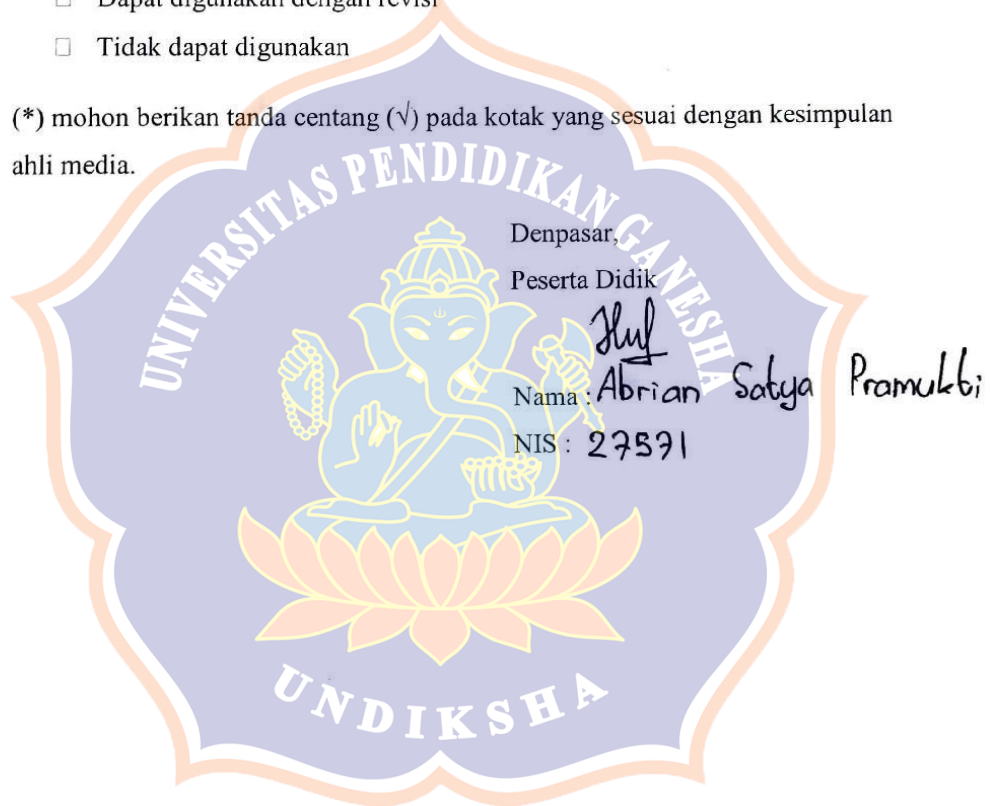 Dapat digunakan dengan revisi
Tidak dapat digunakan
(*) mohon berikan tanda centang (√) pada kotak yang sesuai dengan kesimpulan
ahli media.
UNIVERSITAS PENDIDIKAN GANESHA
Denpasar,
Peserta Didik
Nama : Abrian Satya Pramukti
NIS : 27571
UNDIKSHA